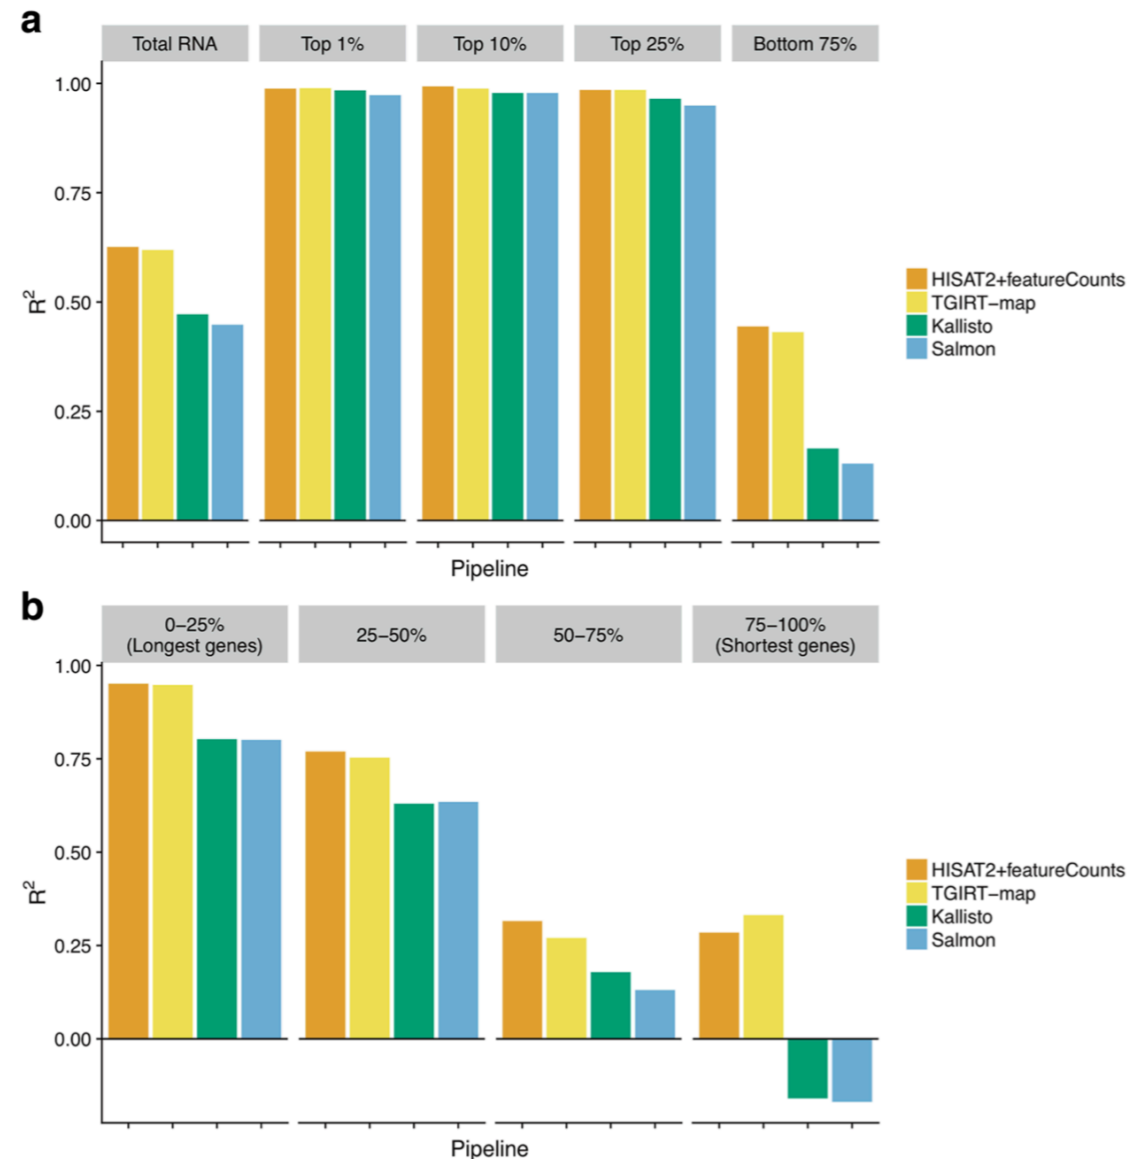 a
Total RNA Top 1% Top 10% Top 25% Bottom 75%
1.00
0.75
0.50
0.25
0.00
R²
Pipeline
HISAT2+featureCounts
TGIRT−map
Kallisto
Salmon
b
0−25%
(Longest genes)
25−50%
50−75%
75−100%
(Shortest genes)
1.00
0.75
0.50
0.25
0.00
R²
Pipeline
HISAT2+featureCounts
TGIRT−map
Kallisto
Salmon